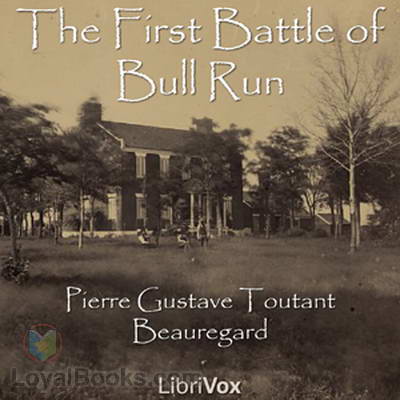 The First Battle of
Bull Run
Pierre Gustave Toutant
Beauregard
LoyalBooks.com
LibriVox